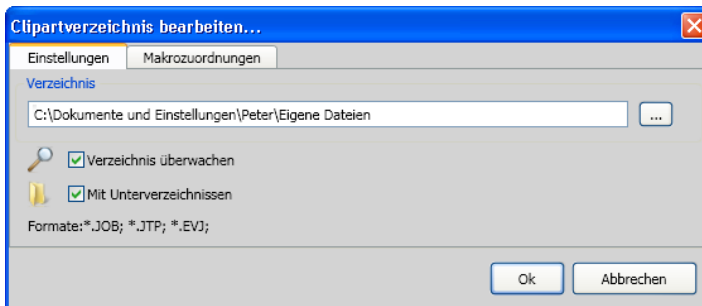 Clipartverzeichnis bearbeiten...
Einstellungen Makrozuordnungen
Verzeichnis
C:\Dokumente und Einstellungen\Peter\Eigene Dateien ...
Verzeichnis überwachen
Mit Unterverzeichnissen
Formate:*.JOB; *.JTP; *.EVJ;
Ok Abbrechen